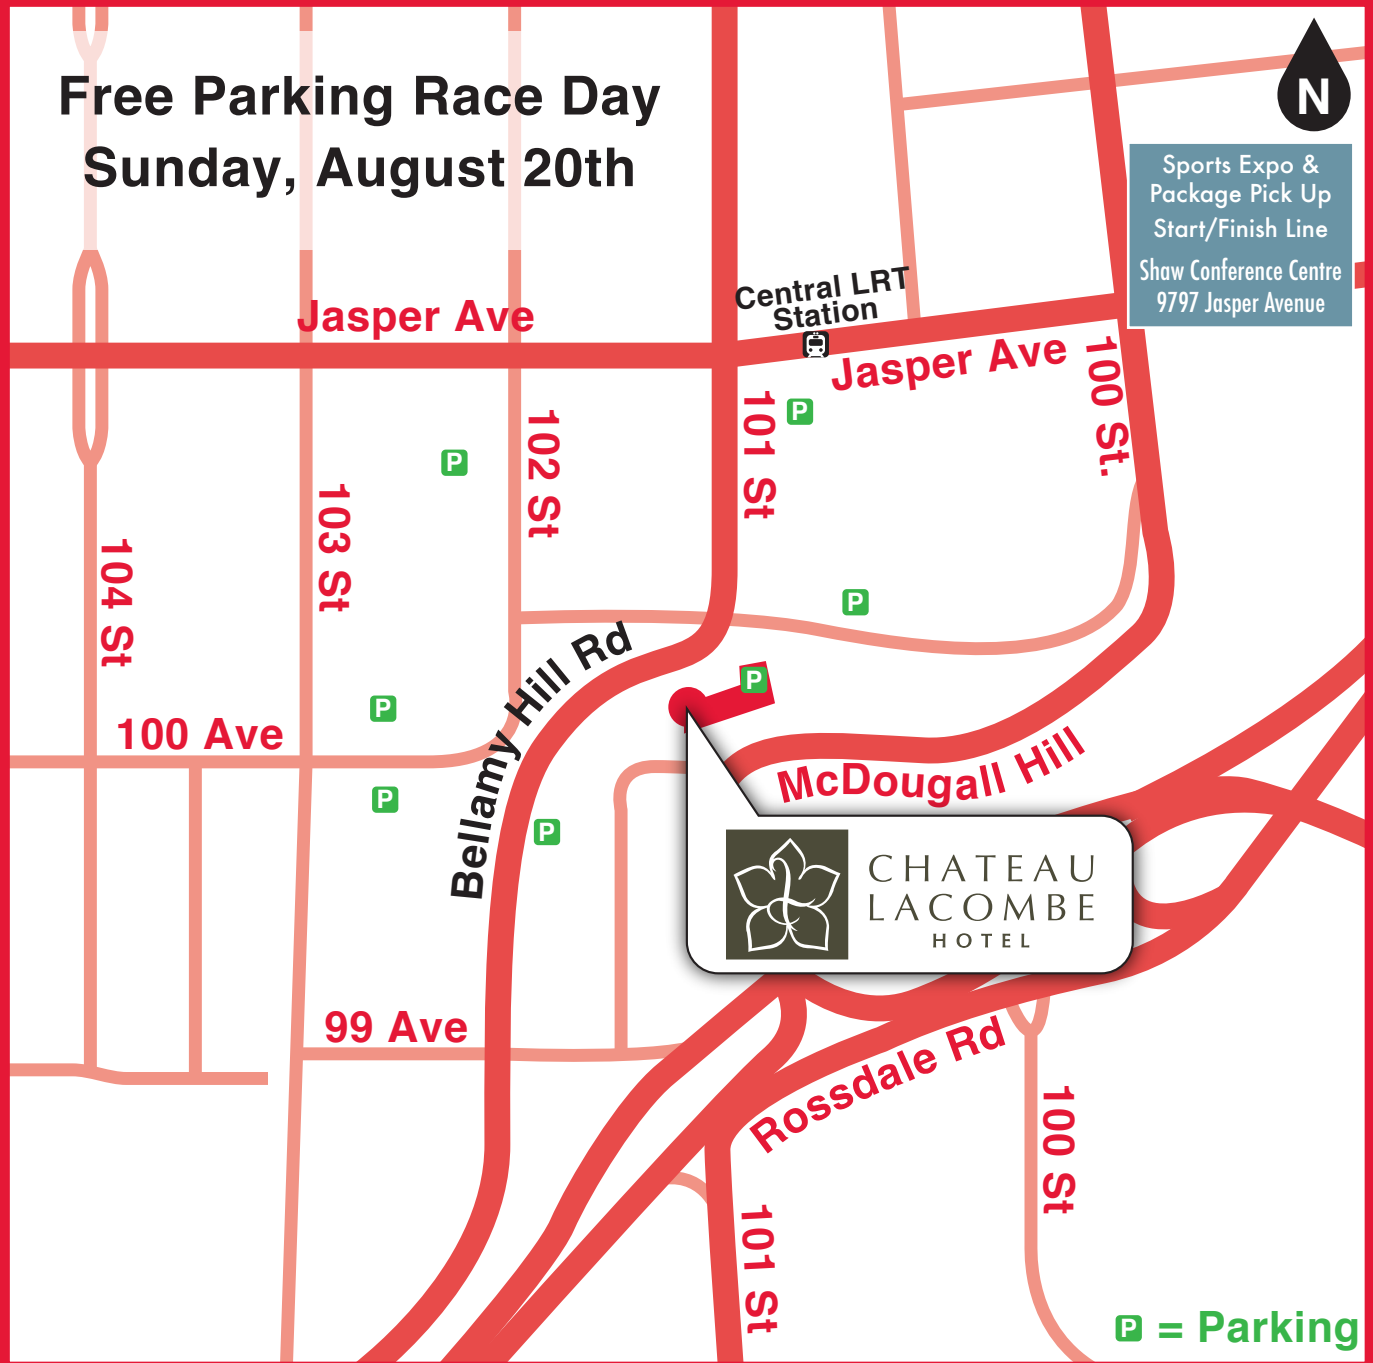 Free Parking Race Day
Sunday, August 20th
N
Sports Expo &
Package Pick Up
Start/Finish Line
Shaw Conference Centre
9797 Jasper Avenue
Central LRT
Station
Jasper Ave
Jasper Ave
100 St.
101 St
P
102 St
P
103 St
104 St
P
Bellamy Hill Rd
P
P
100 Ave
McDougall Hill
P
P
CHATEAU
LACOMBE
HOTEL
99 Ave
Rossdale Rd
100 St
101 St
P = Parking